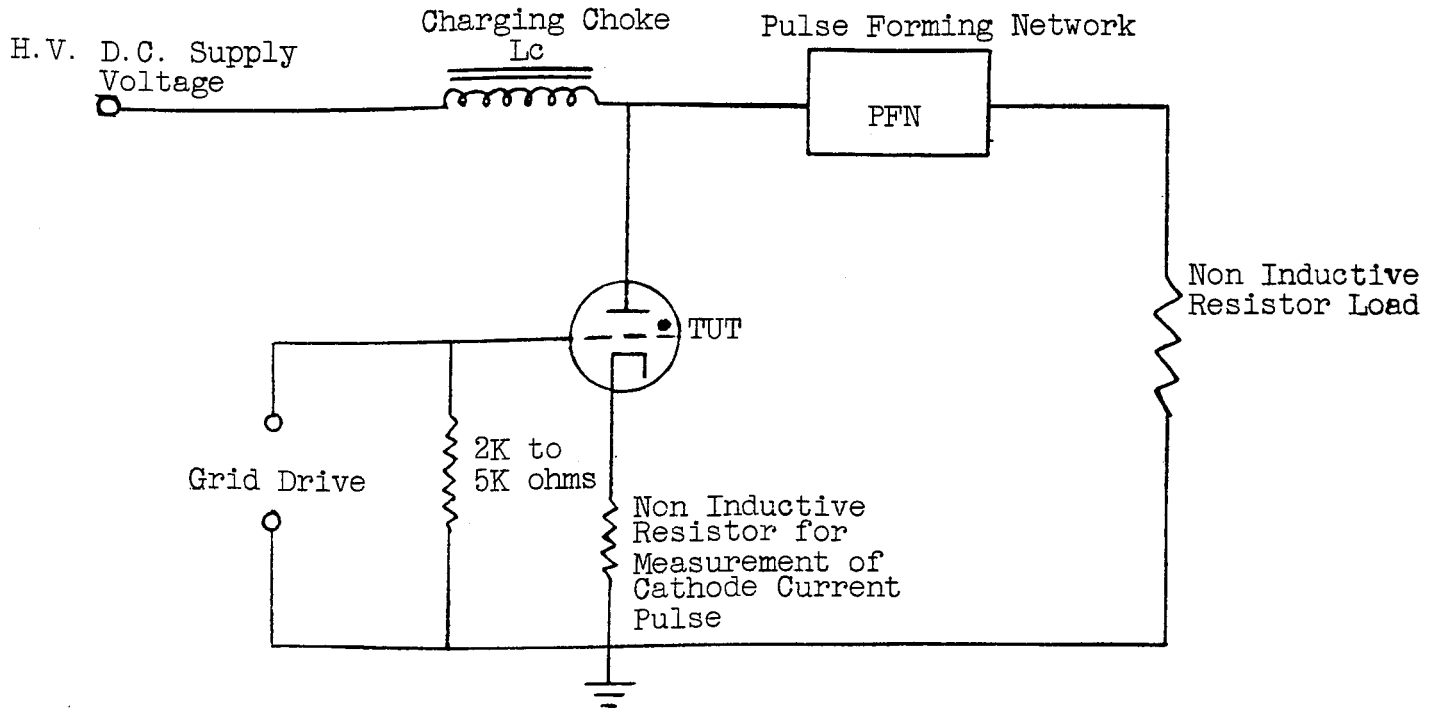 Charging Choke
Lc
Pulse Forming Network
H.V. D.C. Supply
Voltage
PFN
Non Inductive
Resistor Load
TUT
2K to
5K ohms
Grid Drive
Non Inductive
Resistor for
Measurement of
Cathode Current
Pulse